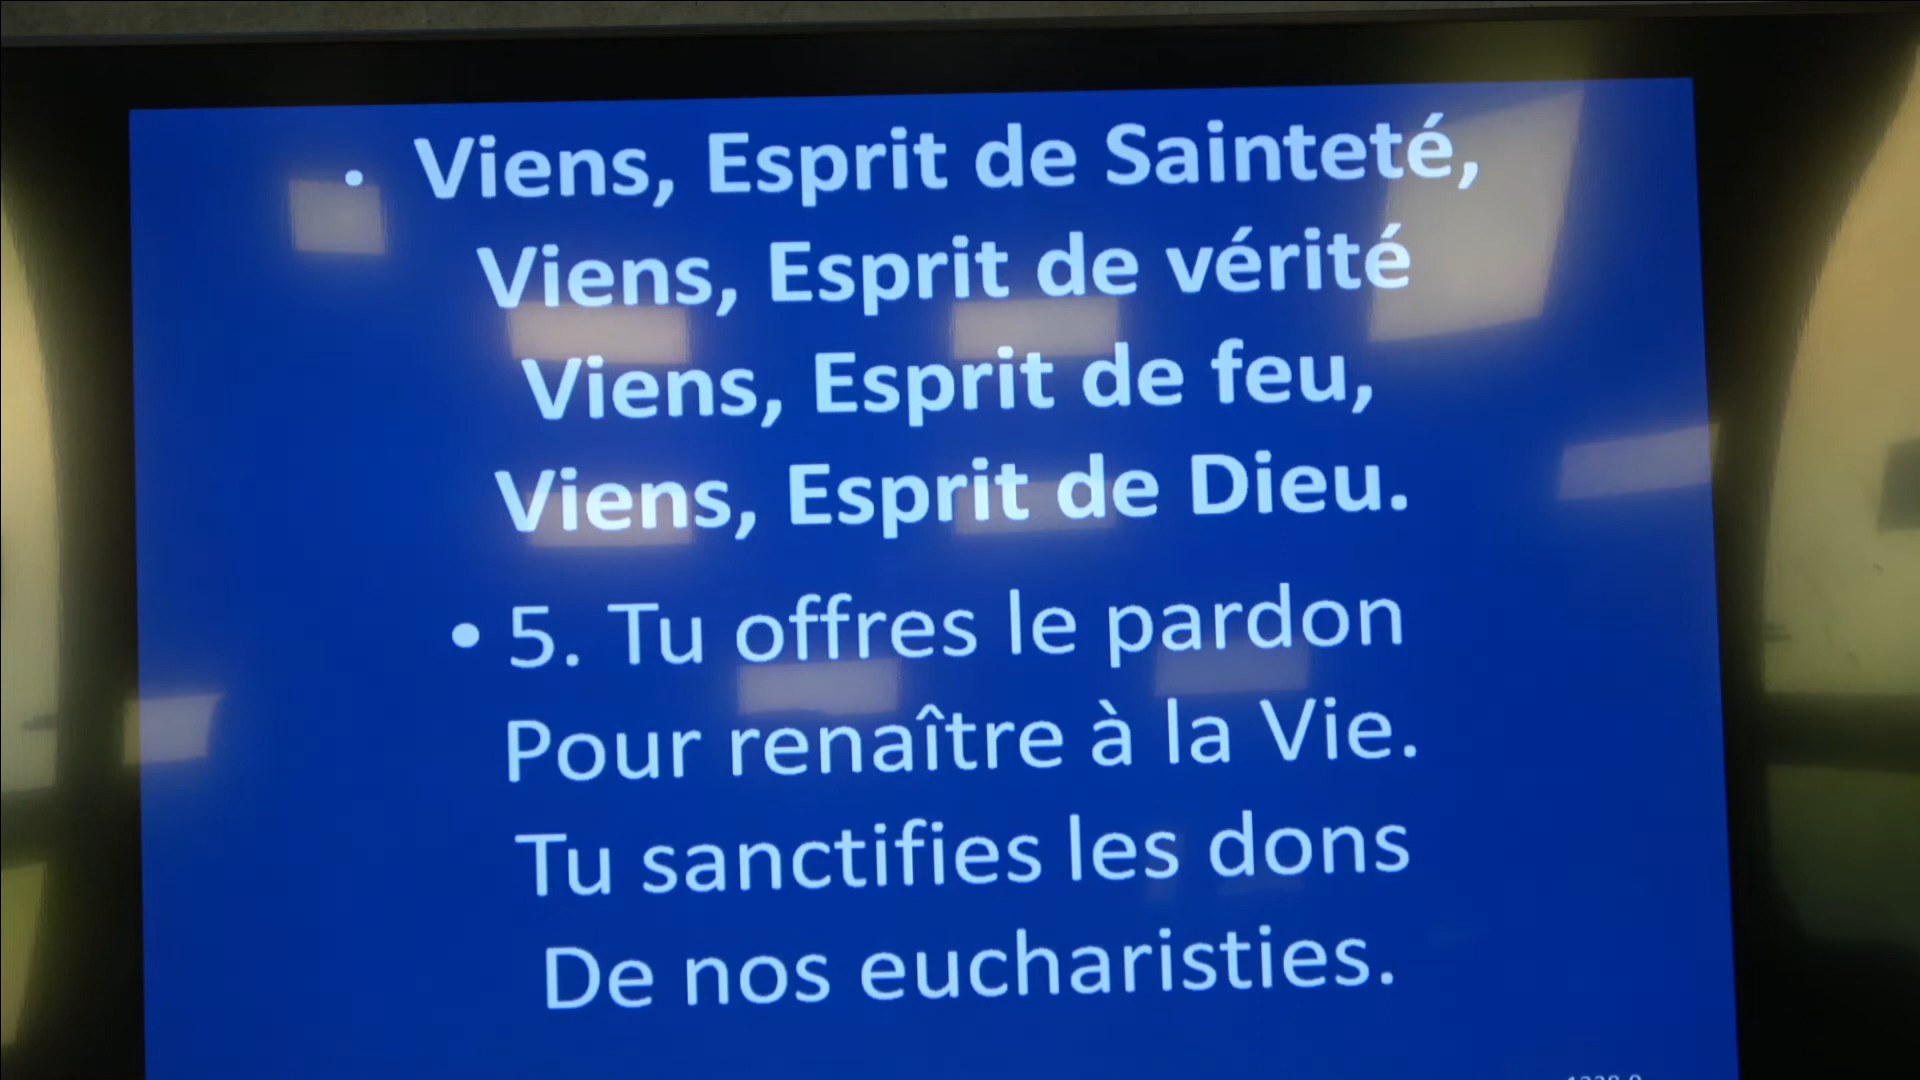 • Viens, Esprit de Sainteté,
Viens, Esprit de vérité
Viens, Esprit de feu,
Viens, Esprit de Dieu.
• 5. Tu offres le pardon
Pour renaître à la Vie.
Tu sanctifies les dons
De nos eucharisties.